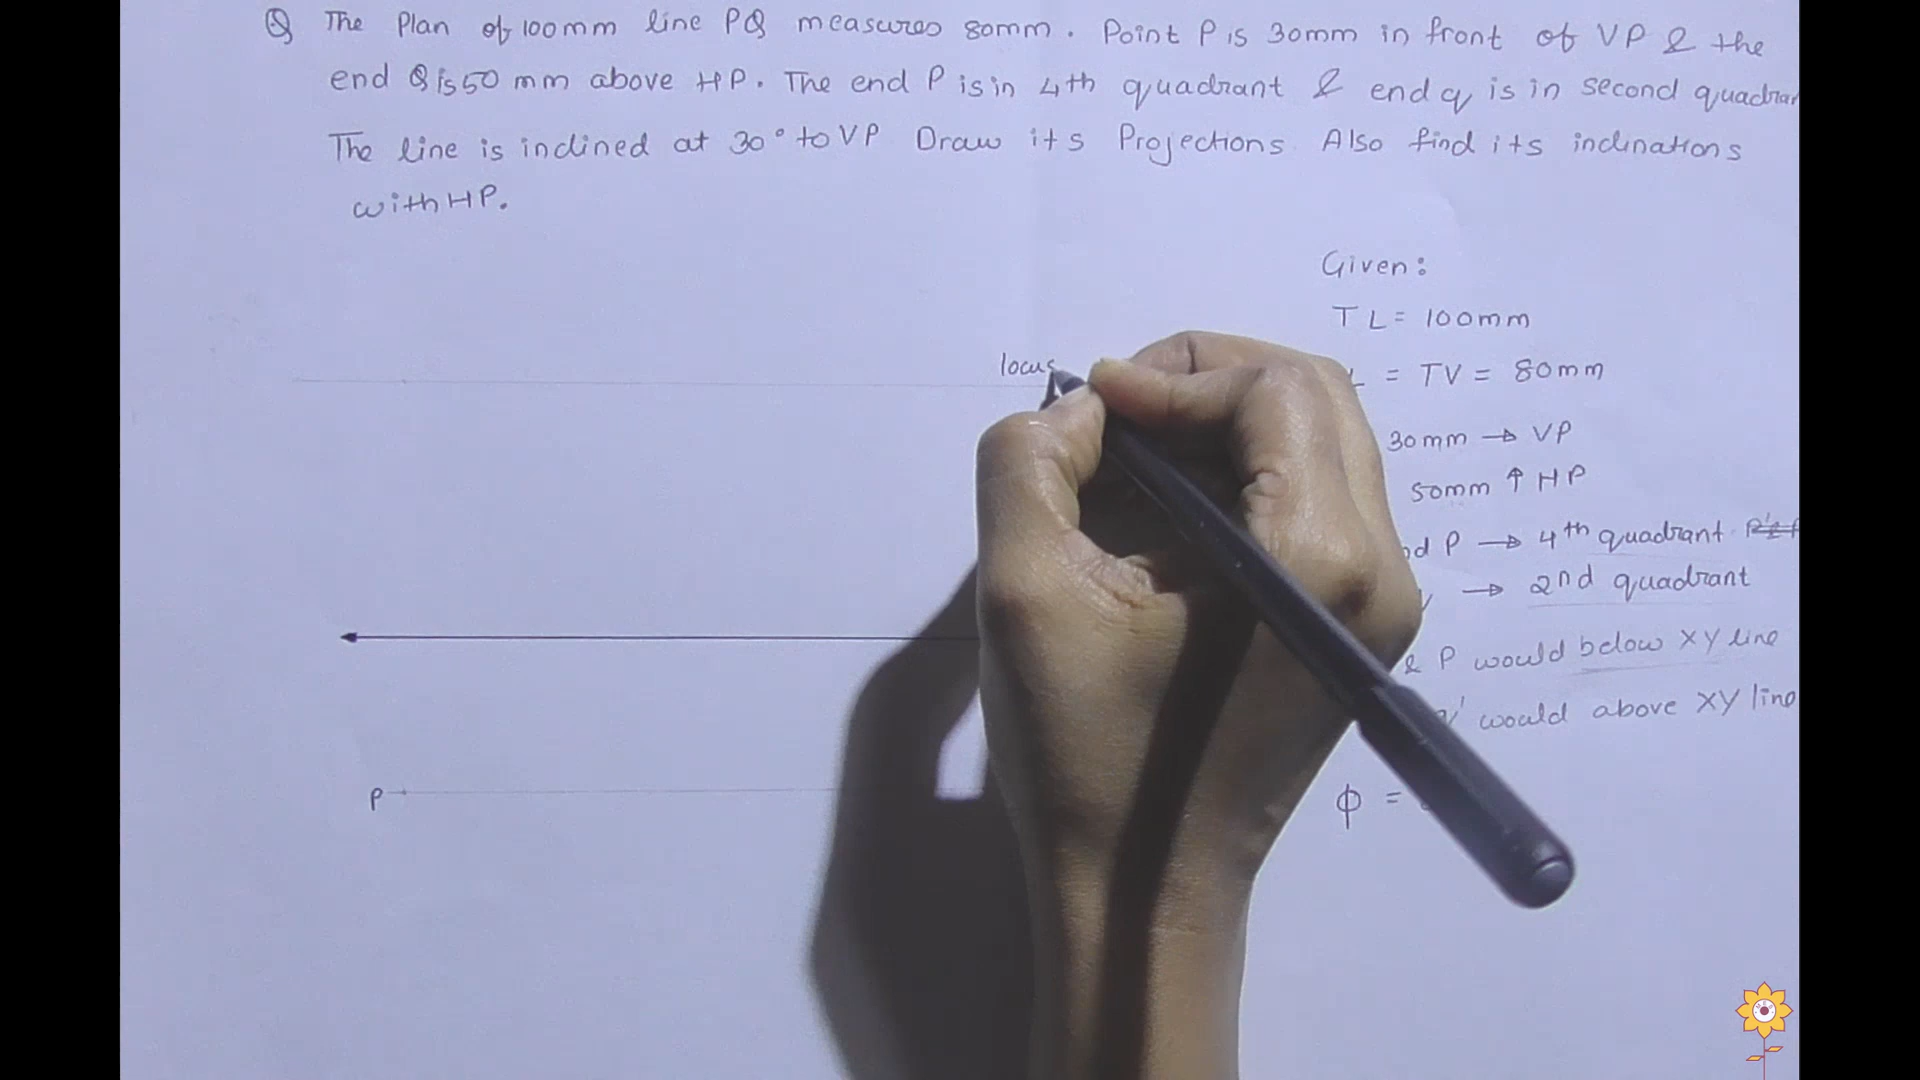 Q The Plan of 100mm line PQ measures 80mm. Point P is 30mm in front of VP & the
end Q is 50 mm above HP. The end P is in 4th quadrant & end q is in second quadran
The line is inclined at 30° to VP Draw its Projections. Also find its inclinations
with HP.
Given:
TL = 100mm
= TV = 80mm
30mm → VP
50mm ↑ HP
P → 4th quadrant
→ 2nd quadrant
& P would below XY line
q' would above XY line
ϕ =
locus
P